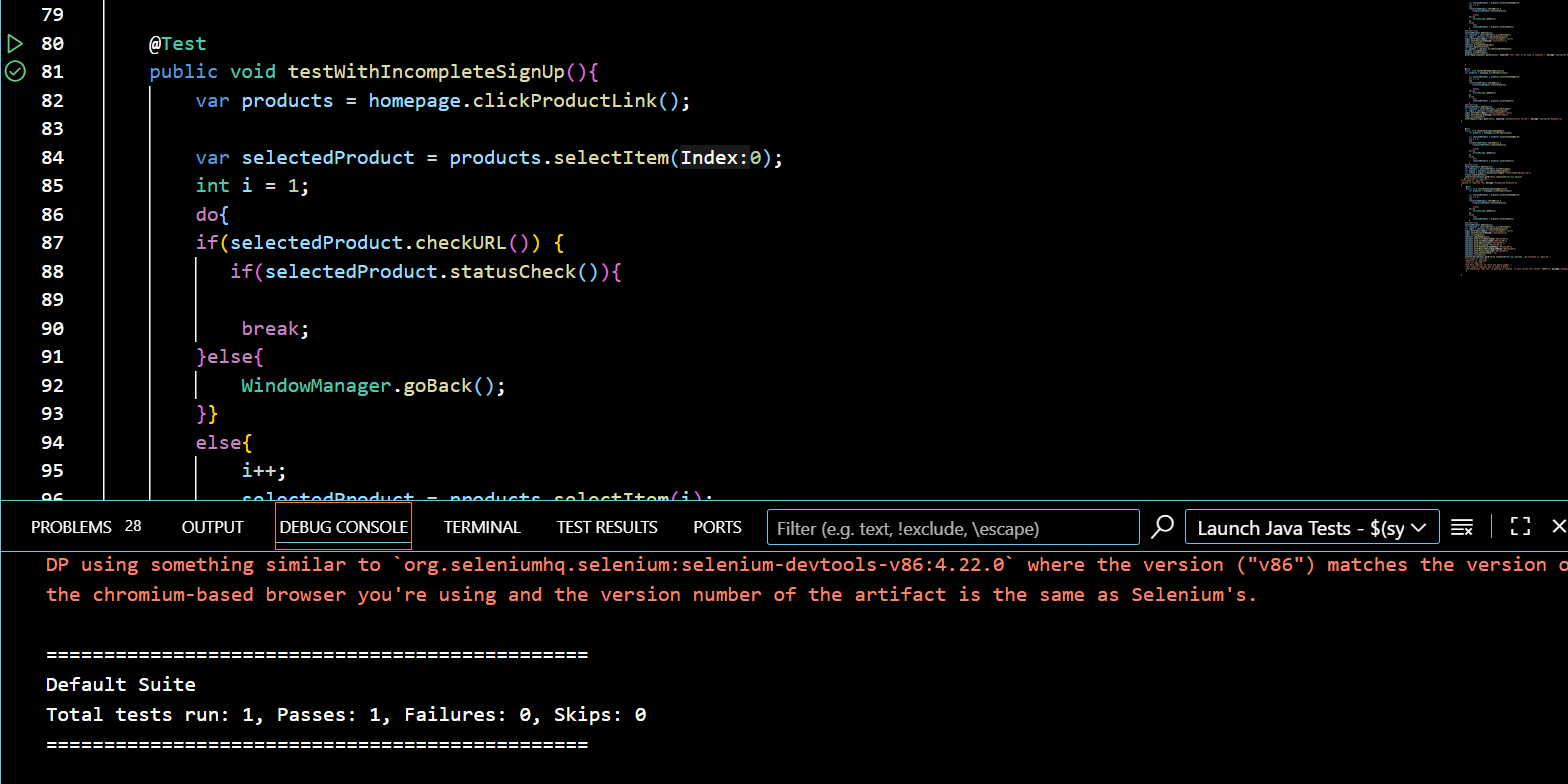 79
80 @Test
81 public void testWithIncompleteSignUp(){
82 var products = homepage.clickProductLink();
83
84 var selectedProduct = products.selectItem(Index:0);
85 int i = 1;
86 do{
87 if(selectedProduct.checkURL()) {
88 if(selectedProduct.statusCheck()){
89
90 break;
91 }else{
92 WindowManager.goBack();
93 }}
94 else{
95 i++;
96 selectedProduct = products.selectItem(i);
PROBLEMS 28 OUTPUT DEBUG CONSOLE TERMINAL TEST RESULTS PORTS Filter (e.g. text, !exclude, \escape) Launch Java Tests - $(sy
DP using something similar to `org.seleniumhq.selenium:selenium-devtools-v86:4.22.0` where the version ("v86") matches the version o
the chromium-based browser you're using and the version number of the artifact is the same as Selenium's.
===============================================
Default Suite
Total tests run: 1, Passes: 1, Failures: 0, Skips: 0
===============================================